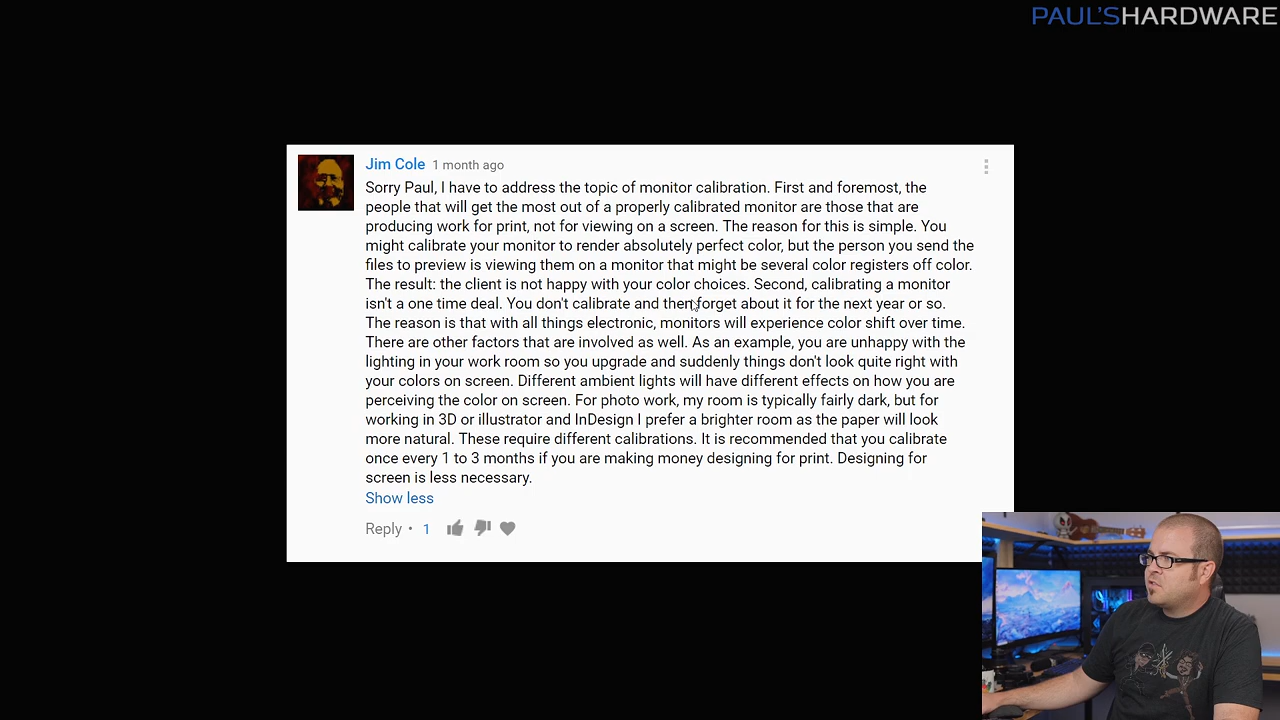 PAUL'SHARDWARE
Jim Cole 1 month ago
Sorry Paul, I have to address the topic of monitor calibration. First and foremost, the
people that will get the most out of a properly calibrated monitor are those that are
producing work for print, not for viewing on a screen. The reason for this is simple. You
might calibrate your monitor to render absolutely perfect color, but the person you send the
files to preview is viewing them on a monitor that might be several color registers off color.
The result: the client is not happy with your color choices. Second, calibrating a monitor
isn't a one time deal. You don't calibrate and then forget about it for the next year or so.
The reason is that with all things electronic, monitors will experience color shift over time.
There are other factors that are involved as well. As an example, you are unhappy with the
lighting in your work room so you upgrade and suddenly things don't look quite right with
your colors on screen. Different ambient lights will have different effects on how you are
perceiving the color on screen. For photo work, my room is typically fairly dark, but for
working in 3D or illustrator and InDesign I prefer a brighter room as the paper will look
more natural. These require different calibrations. It is recommended that you calibrate
once every 1 to 3 months if you are making money designing for print. Designing for
screen is less necessary.
Show less
Reply • 1